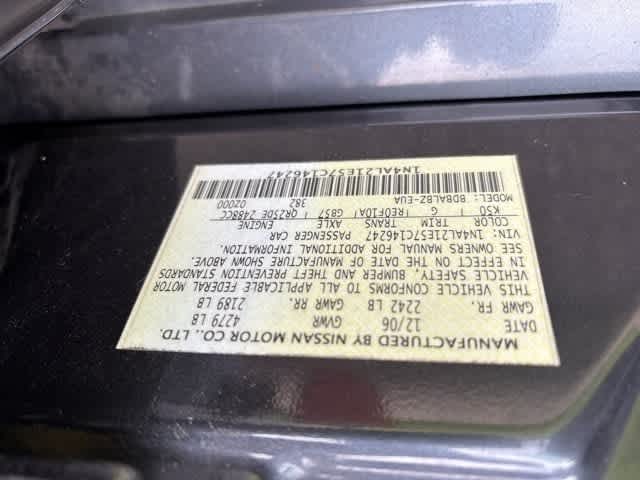 MANUFACTURED BY NISSAN MOTOR CO., LTD.
DATE GVWR
12/06 4279 LB
GAWR FR. GAWR RR.
2242 LB 2189 LB
THIS VEHICLE CONFORMS TO ALL APPLICABLE FEDERAL MOTOR
VEHICLE SAFETY, BUMPER AND THEFT PREVENTION STANDARDS
IN EFFECT ON THE DATE OF MANUFACTURE SHOWN ABOVE.
SEE OWNERS MANUAL FOR ADDITIONAL INFORMATION.
VIN: 1N4AL21E57C146247 PASSENGER CAR
COLOR TRIM TRANS AXLE ENGINE
K50 G (RE0F10A) GB57 QR25DE 2488CC
MODEL: BDBALB2-EUA 382 02000
1N4AL21E57C146247